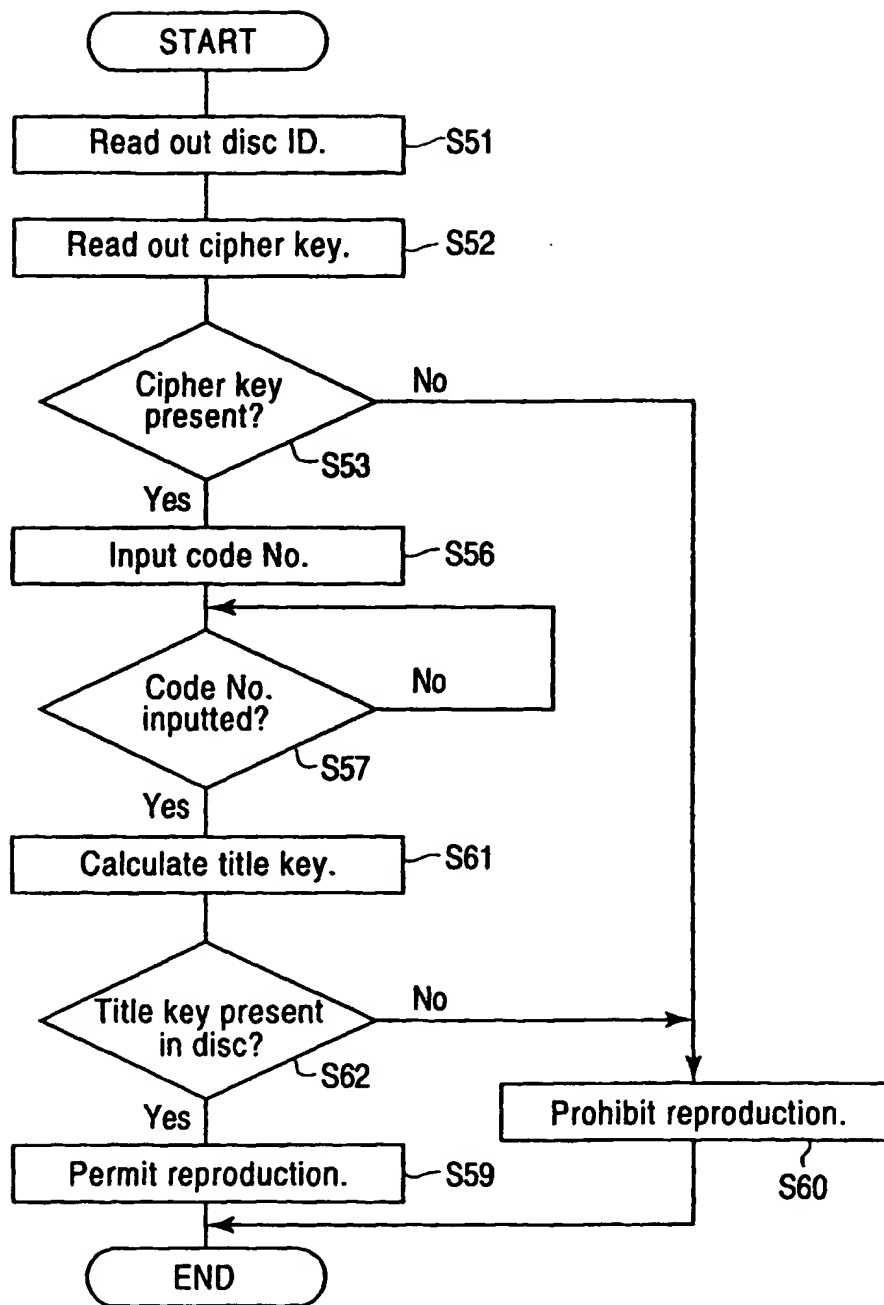 START
Read out disc ID.
S51
Read out cipher key.
S52
Cipher key
present?
No
S53
Yes
Input code No.
S56
Code No.
inputted?
No
S57
Yes
Calculate title key.
S61
Title key present
in disc?
No
S62
Yes
Prohibit reproduction.
S60
Permit reproduction.
S59
END